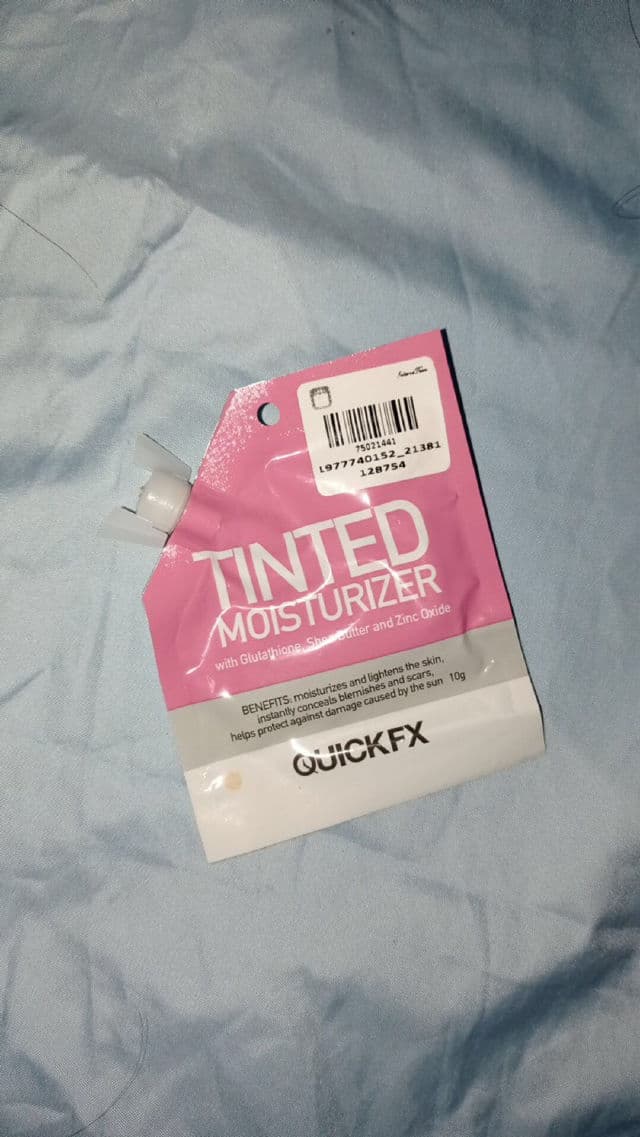 75021441
L977740152_21381
128754
TINTED
MOISTURIZER
with Glutathione, Shea Butter and Zinc Oxide
BENEFITS: moisturizes and lightens the skin,
instantly conceals blemishes and scars,
helps protect against damage caused by the sun 10g
QUICKFX